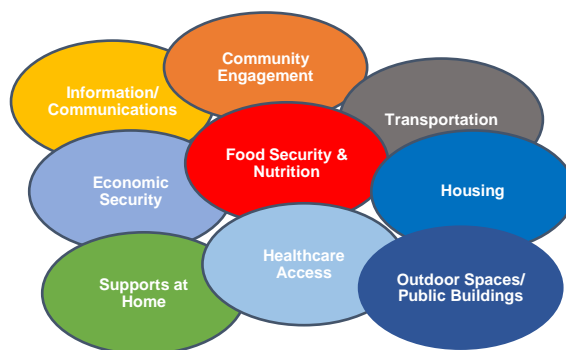 Community
Engagement
Information/
Communications
Transportation
Food Security &
Nutrition
Economic
Security
Housing
Healthcare
Access
Supports at
Home
Outdoor Spaces/
Public Buildings